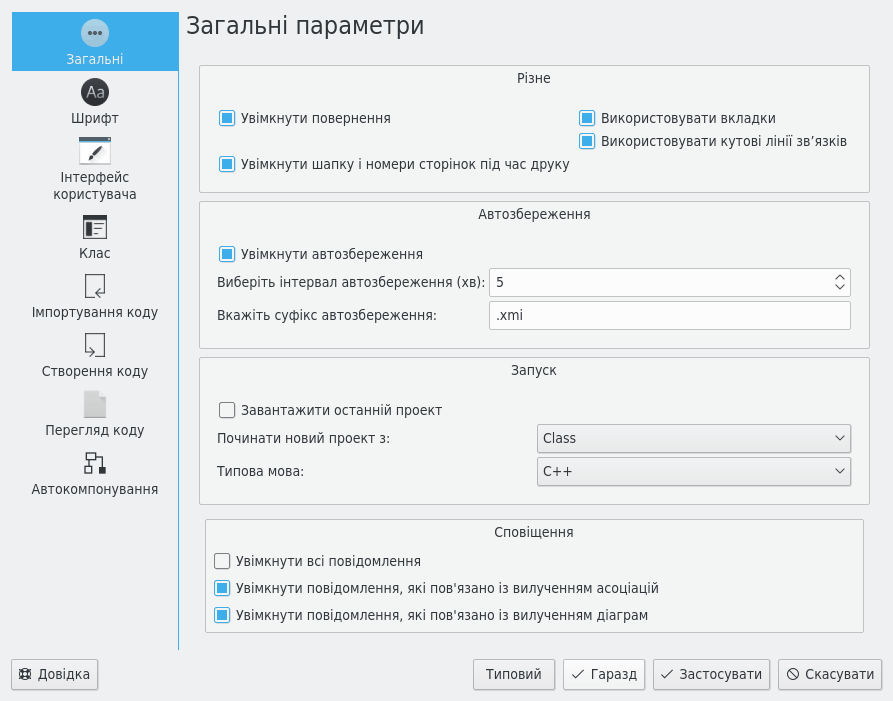 Загальні параметри
Загальні
Шрифт
Aa
Інтерфейс
користувача
Клас
Імпортування коду
Створення коду
Перегляд коду
Автокомпонування
Різне
Увімкнути повернення
Використовувати вкладки
Використовувати кутові лінії зв’язків
Увімкнути шапку і номери сторінок під час друку
Автозбереження
Увімкнути автозбереження
Виберіть інтервал автозбереження (хв): 5
Вкажіть суфікс автозбереження: .xmi
Запуск
Завантажити останній проект
Починати новий проект з: Class
Типова мова: C++
Сповіщення
Увімкнути всі повідомлення
Увімкнути повідомлення, які пов'язано із вилученням асоціацій
Увімкнути повідомлення, які пов'язано із вилученням діаграм
Довідка Типовий Гаразд Застосувати Скасувати